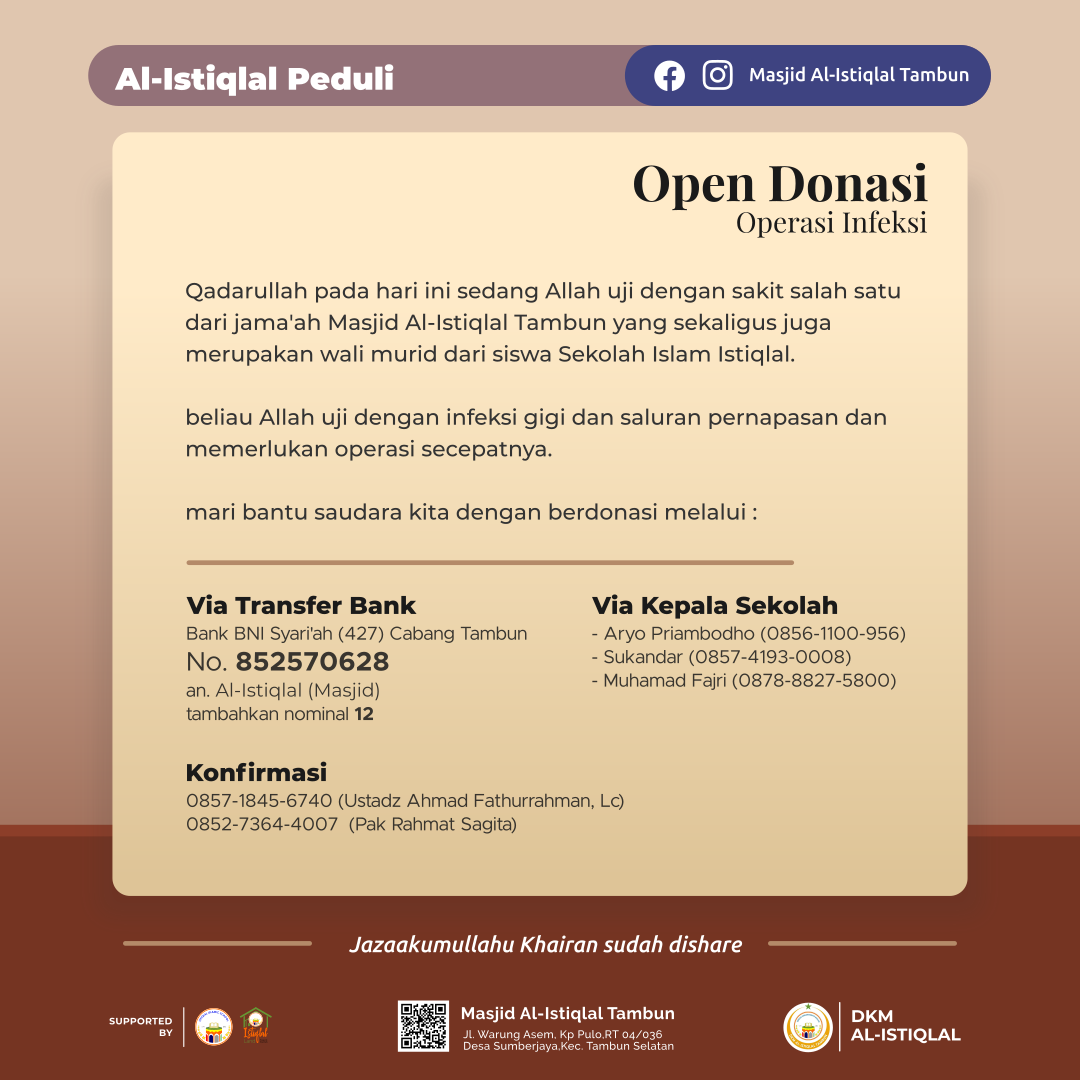 Al-Istiqlal Peduli
Masjid Al-Istiqlal Tambun
Open Donasi
Operasi Infeksi
Qadarullah pada hari ini sedang Allah uji dengan sakit salah satu
dari jama'ah Masjid Al-Istiqlal Tambun yang sekaligus juga
merupakan wali murid dari siswa Sekolah Islam Istiqlal.
beliau Allah uji dengan infeksi gigi dan saluran pernapasan dan
memerlukan operasi secepatnya.
mari bantu saudara kita dengan berdonasi melalui :
Via Transfer Bank
Bank BNI Syari'ah (427) Cabang Tambun
No. 852570628
an. Al-Istiqlal (Masjid)
tambahkan nominal 12
Via Kepala Sekolah
- Aryo Priambodho (0856-1100-956)
- Sukandar (0857-4193-0008)
- Muhamad Fajri (0878-8827-5800)
Konfirmasi
0857-1845-6740 (Ustadz Ahmad Fathurrahman, Lc)
0852-7364-4007 (Pak Rahmat Sagita)
Jazaakumullahu Khairan sudah dishare
SUPPORTED
BY
Istiqlal
Masjid Al-Istiqlal Tambun
Jl. Warung Asem, Kp Pulo,RT 04/036
Desa Sumberjaya,Kec. Tambun Selatan
DKM
AL-ISTIQLAL